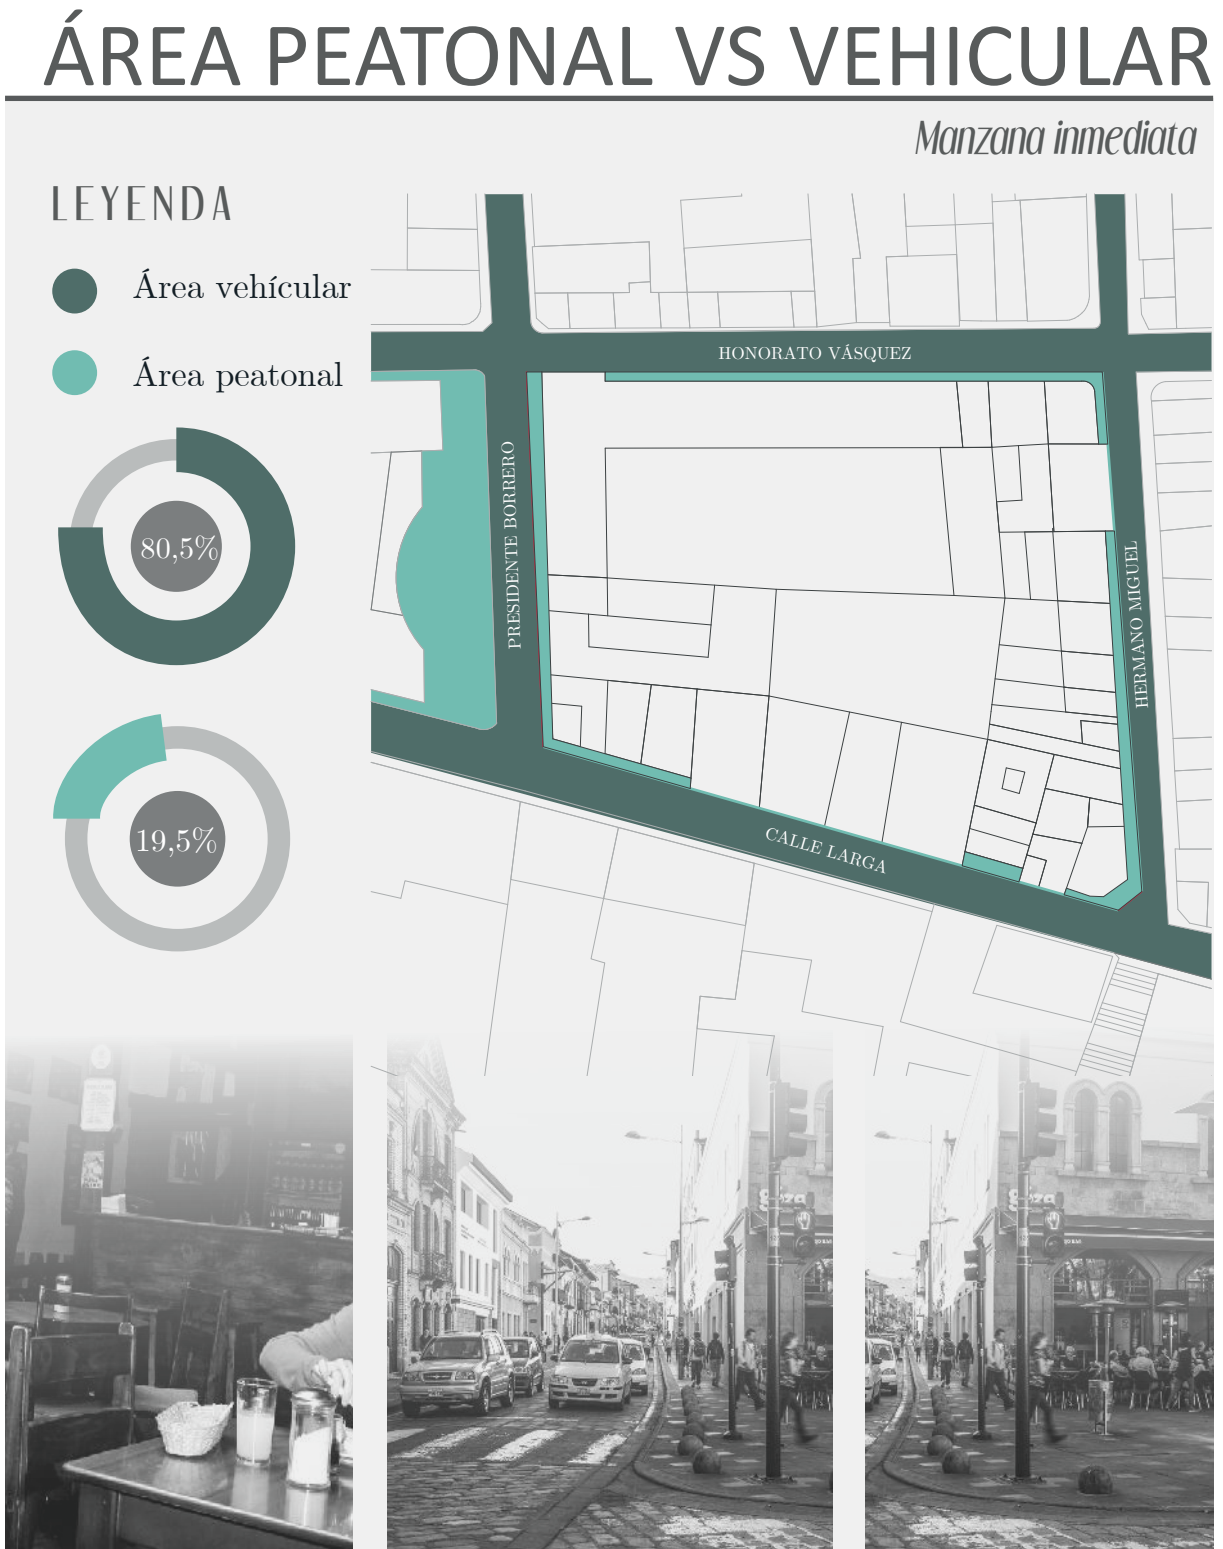 ÁREA PEATONAL VS VEHICULAR
Manzana inmediata
LEYENDA
Área vehícular
Área peatonal
80,5%
19,5%
HONORATO VÁSQUEZ
PRESIDENTE BORRERO
HERMANO MIGUEL
CALLE LARGA